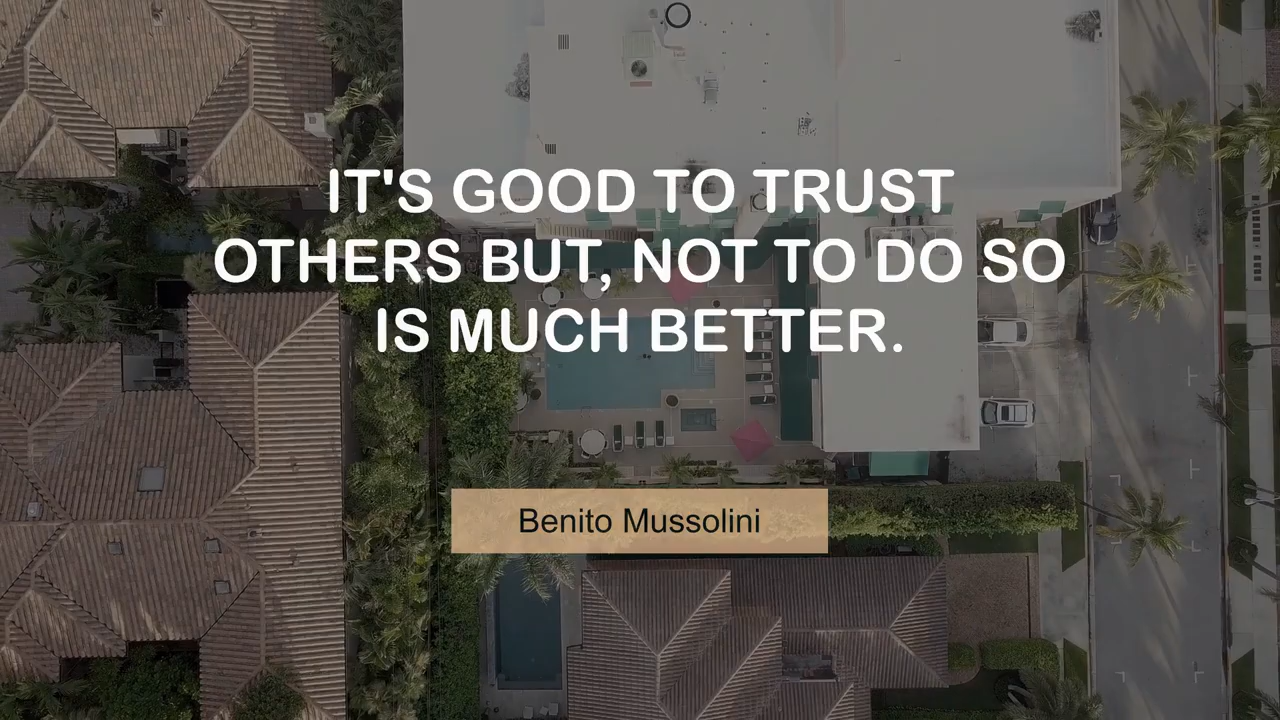 IT'S GOOD TO TRUST
OTHERS BUT, NOT TO DO SO
IS MUCH BETTER.
Benito Mussolini